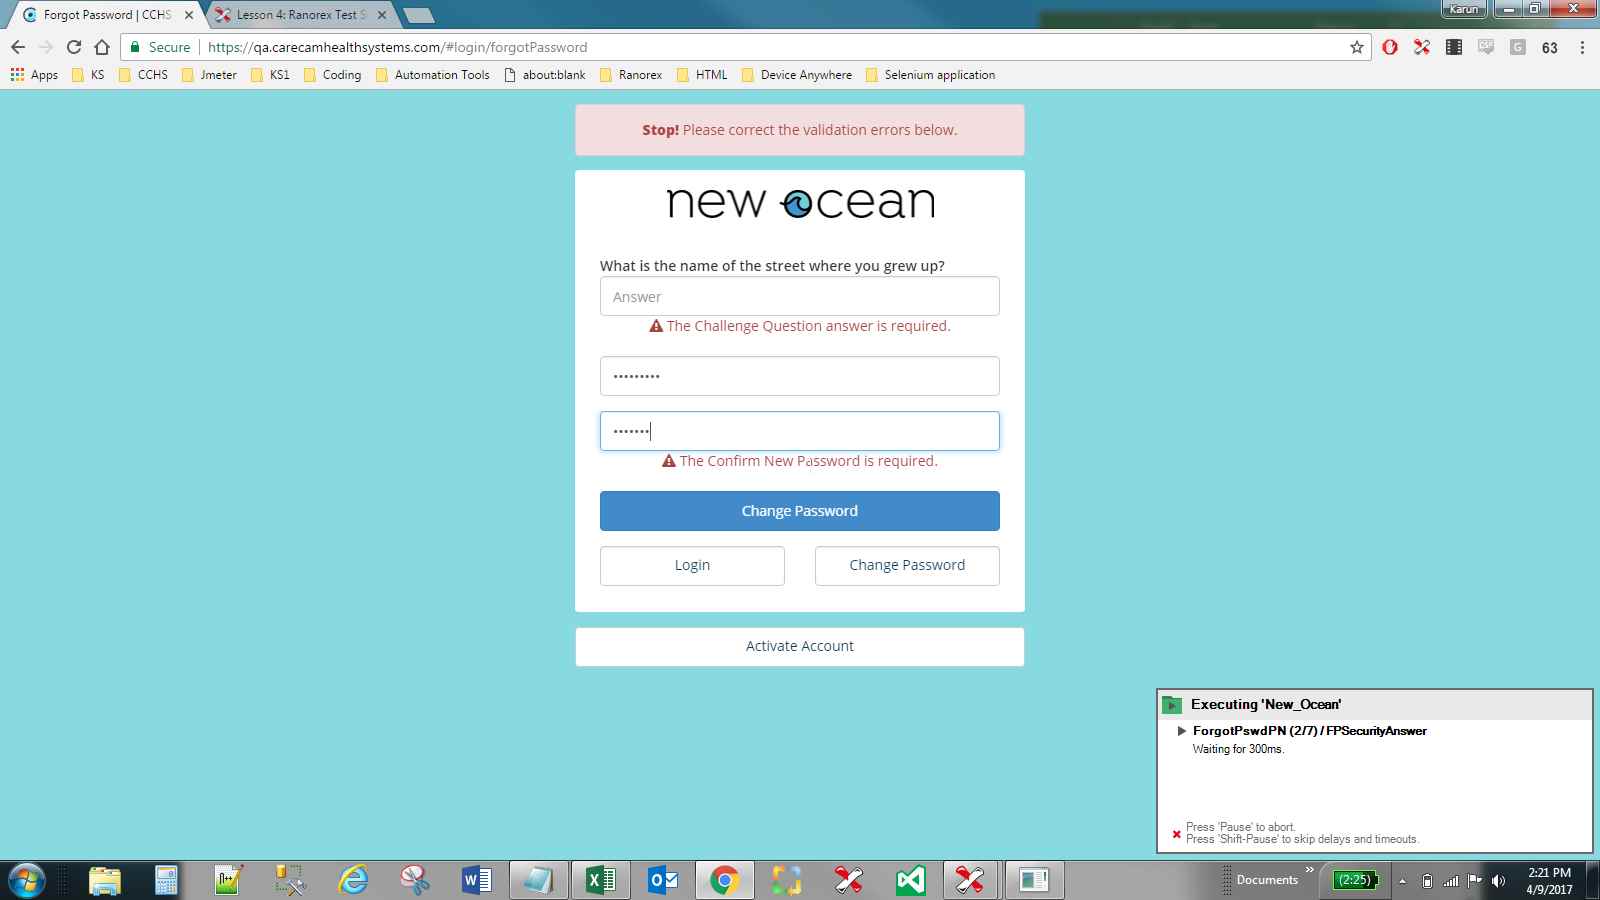 Forgot Password | CCHS
Lesson 4: Ranorex Test S
Karun
Secure
https://qa.carecamhealthsystems.com/#login/forgotPassword
CSP
G
63
Apps
KS
CCHS
Jmeter
KS1
Coding
Automation Tools
about:blank
Ranorex
HTML
Device Anywhere
Selenium application
Stop! Please correct the validation errors below.
new ocean
What is the name of the street where you grew up?
Answer
The Challenge Question answer is required.
•••••••••
•••••••
The Confirm New Password is required.
Change Password
Login
Change Password
Activate Account
Executing 'New_Ocean'
ForgotPswdPN (2/7) / FPSecurityAnswer
Waiting for 300ms.
Press 'Pause' to abort.
Press 'Shift-Pause' to skip delays and timeouts.
Documents
(2:25)
2:21 PM
4/9/2017